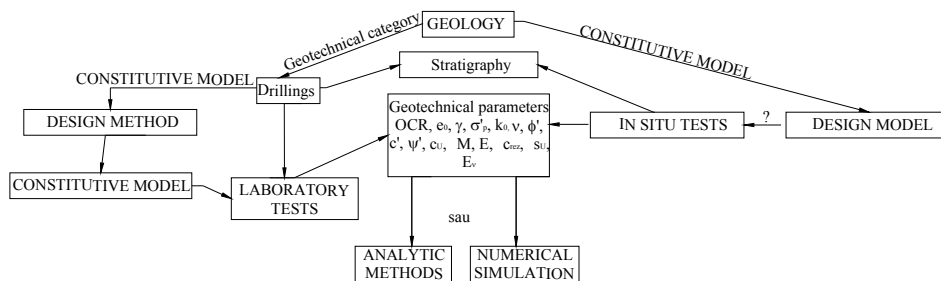 GEOLOGY
Geotechnical category
CONSTITUTIVE MODEL
Stratigraphy
CONSTITUTIVE MODEL
Drillings
DESIGN METHOD
Geotechnical parameters
OCR, e₀, γ, σ'ₚ, k₀, ν, ϕ',
c', ψ', cᵤ, M, E, c_rez, sᵤ,
Eᵥ
IN SITU TESTS
?
DESIGN MODEL
CONSTITUTIVE MODEL
LABORATORY
TESTS
sau
ANALYTIC
METHODS
NUMERICAL
SIMULATION